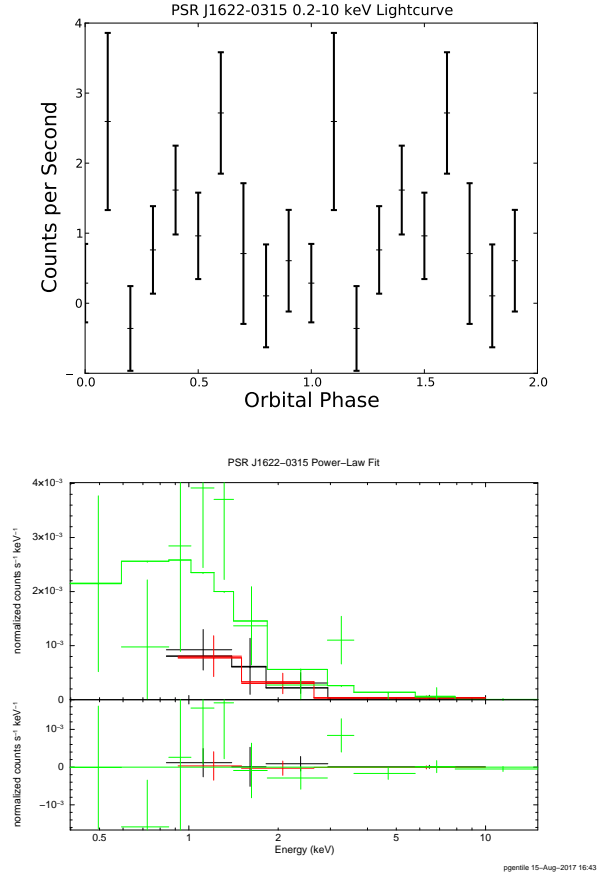 PSR J1622-0315 0.2-10 keV Lightcurve
Counts per Second
4
3
2
1
0
−
0.0 0.5 1.0 1.5 2.0
Orbital Phase
PSR J1622−0315 Power−Law Fit
normalized counts s⁻¹ keV⁻¹
4×10⁻³
3×10⁻³
2×10⁻³
10⁻³
0
normalized counts s⁻¹ keV⁻¹
10⁻³
0
−10⁻³
0.5 1 2 5 10
Energy (keV)
pgentile 15−Aug−2017 16:43